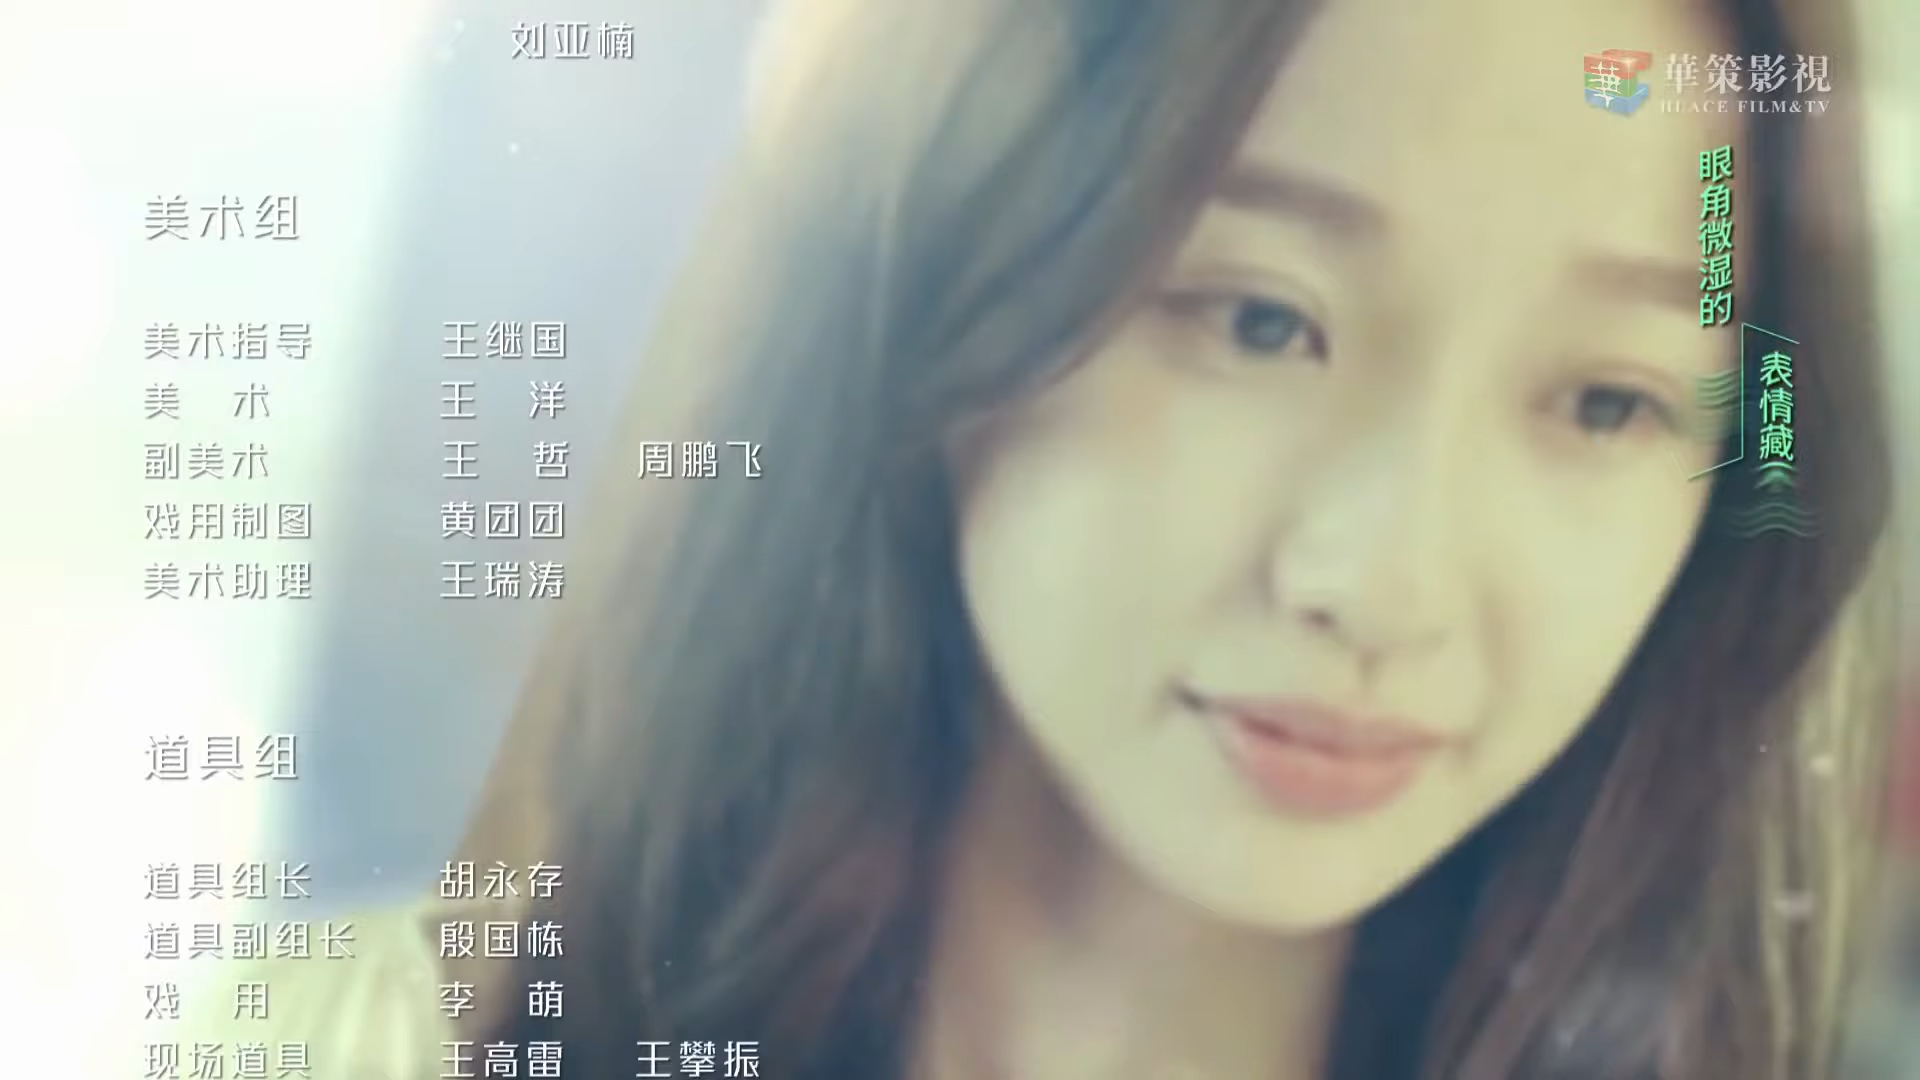 刘亚楠
美术组
美术指导 王继国
美 术 王 洋
副美术 王 哲 周鹏飞
戏用制图 黄团团
美术助理 王瑞涛
道具组
道具组长 胡永存
道具副组长 殷国栋
戏 用 李 萌
现场道具 王高雷 王攀振
華策影視
HUACE FILM&TV
眼角微湿的
表情藏